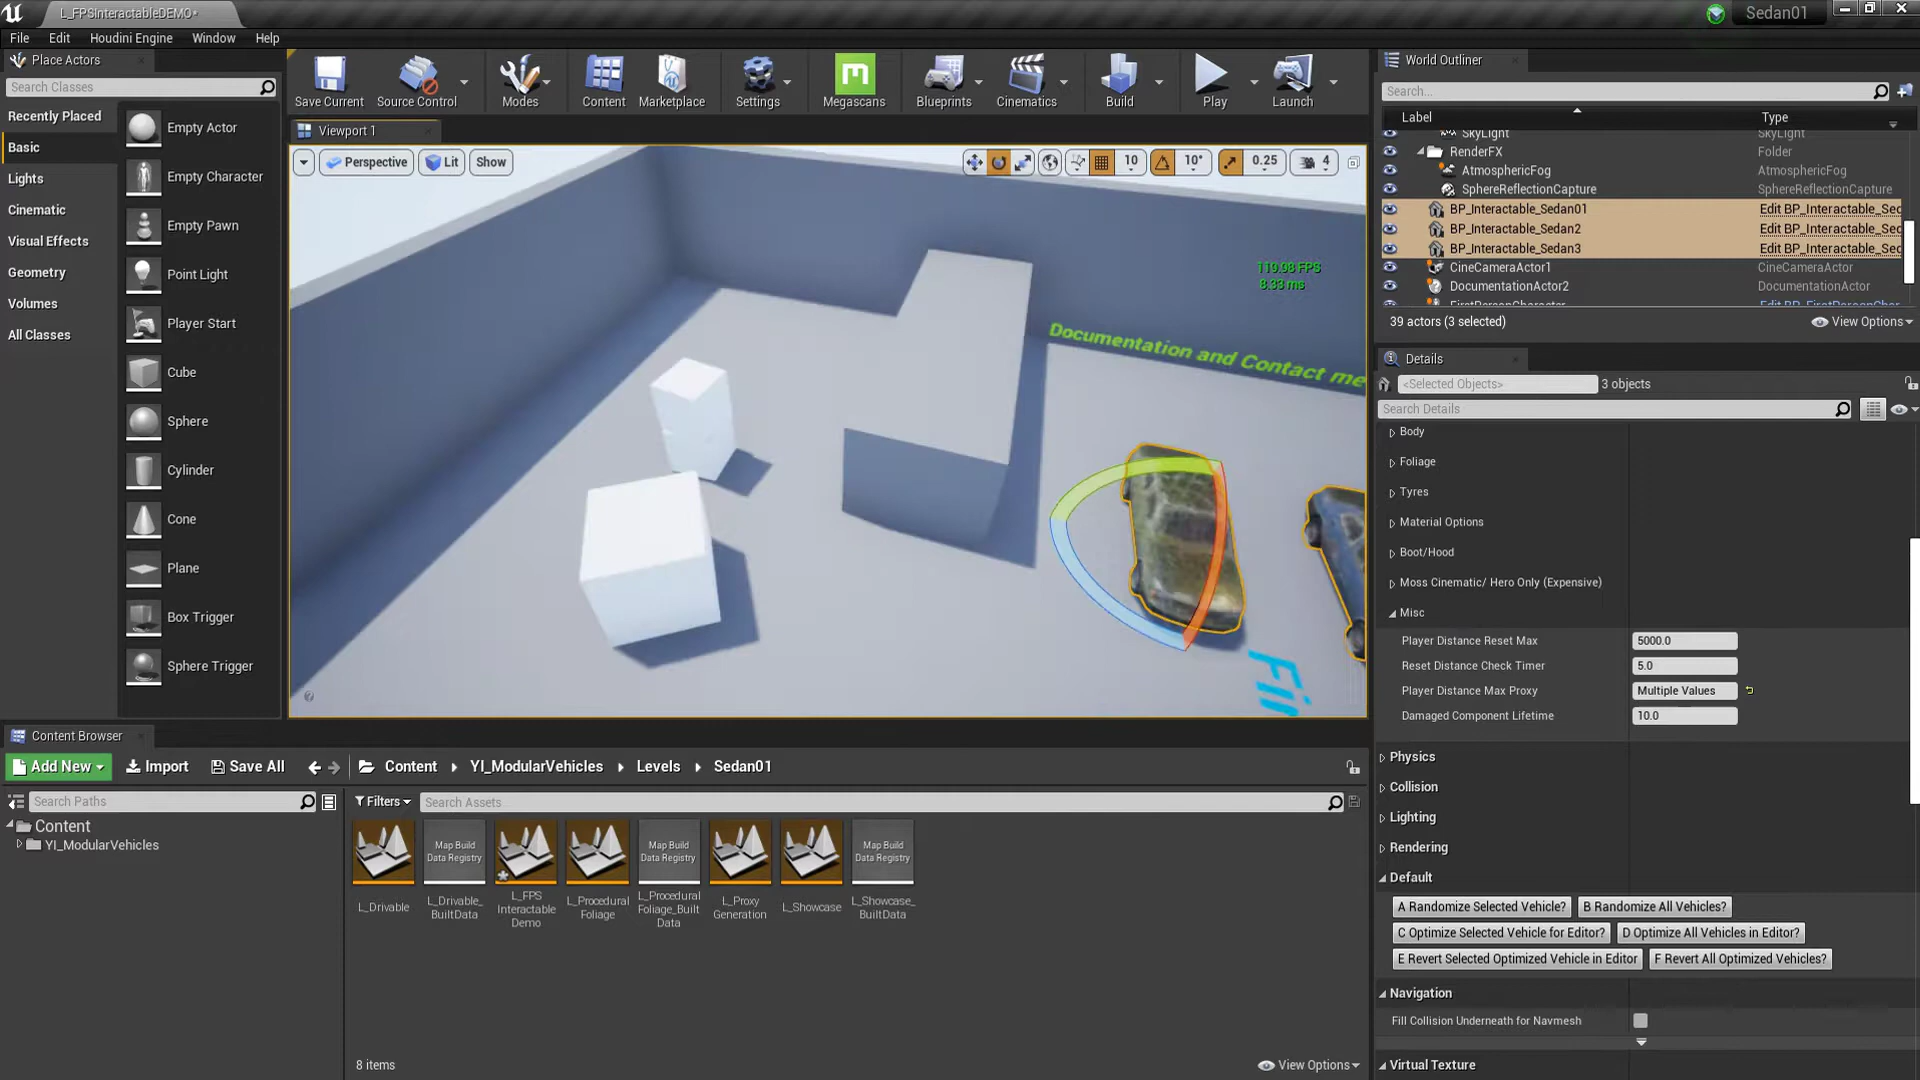 L_FPSInteractableDEMO*
Sedan01
File Edit Houdini Engine Window Help
Place Actors
Search Classes
Recently Placed
Basic
Lights
Cinematic
Visual Effects
Geometry
Volumes
All Classes
Empty Actor
Empty Character
Empty Pawn
Point Light
Player Start
Cube
Sphere
Cylinder
Cone
Plane
Box Trigger
Sphere Trigger
Save Current Source Control Modes Content Marketplace Settings Megascans Blueprints Cinematics Build Play Launch
Viewport 1
Perspective Lit Show
10 10° 0.25 4
119.98 FPS
8.33 ms
Documentation and Contact me
Fi
World Outliner
Search...
Label Type
SkyLight SkyLight
RenderFX Folder
AtmosphericFog AtmosphericFog
SphereReflectionCapture SphereReflectionCapture
BP_Interactable_Sedan01 Edit BP_Interactable_Sed
BP_Interactable_Sedan2 Edit BP_Interactable_Sed
BP_Interactable_Sedan3 Edit BP_Interactable_Sed
CineCameraActor1 CineCameraActor
DocumentationActor2 DocumentationActor
FirstPersonCharacter Edit BP_FirstPersonChar
39 actors (3 selected) View Options
Details
<Selected Objects> 3 objects
Search Details
Body
Foliage
Tyres
Material Options
Boot/Hood
Moss Cinematic/ Hero Only (Expensive)
Misc
Player Distance Reset Max 5000.0
Reset Distance Check Timer 5.0
Player Distance Max Proxy Multiple Values
Damaged Component Lifetime 10.0
Physics
Collision
Lighting
Rendering
Default
A Randomize Selected Vehicle? B Randomize All Vehicles?
C Optimize Selected Vehicle for Editor? D Optimize All Vehicles in Editor?
E Revert Selected Optimized Vehicle in Editor F Revert All Optimized Vehicles?
Navigation
Fill Collision Underneath for Navmesh
Virtual Texture
Content Browser
Add New Import Save All Content YI_ModularVehicles Levels Sedan01
Search Paths
Filters Search Assets
Content
YI_ModularVehicles
Map Build
Data Registry
Map Build
Data Registry
Map Build
Data Registry
L_Drivable
L_Drivable_
BuiltData
L_FPS
Interactable
Demo
L_Procedural
Foliage
L_Procedural
Foliage_Built
Data
L_Proxy
Generation
L_Showcase
L_Showcase_
BuiltData
8 items View Options